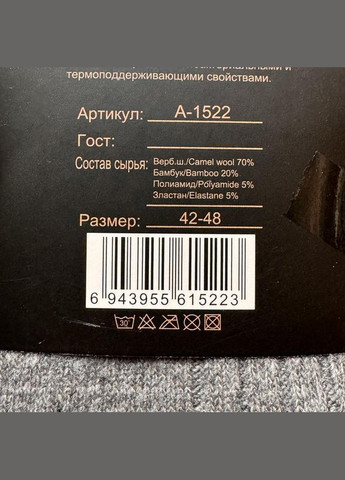 и
термоподдерживающими свойствами.
Артикул: А-1522
Гост:
Состав сырья: Верб.ш./Camel wool 70%
Бамбук/Bamboo 20%
Полиамид/Polyamide 5%
Эластан/Elastane 5%
Размер: 42-48
6 943955 615223
30°